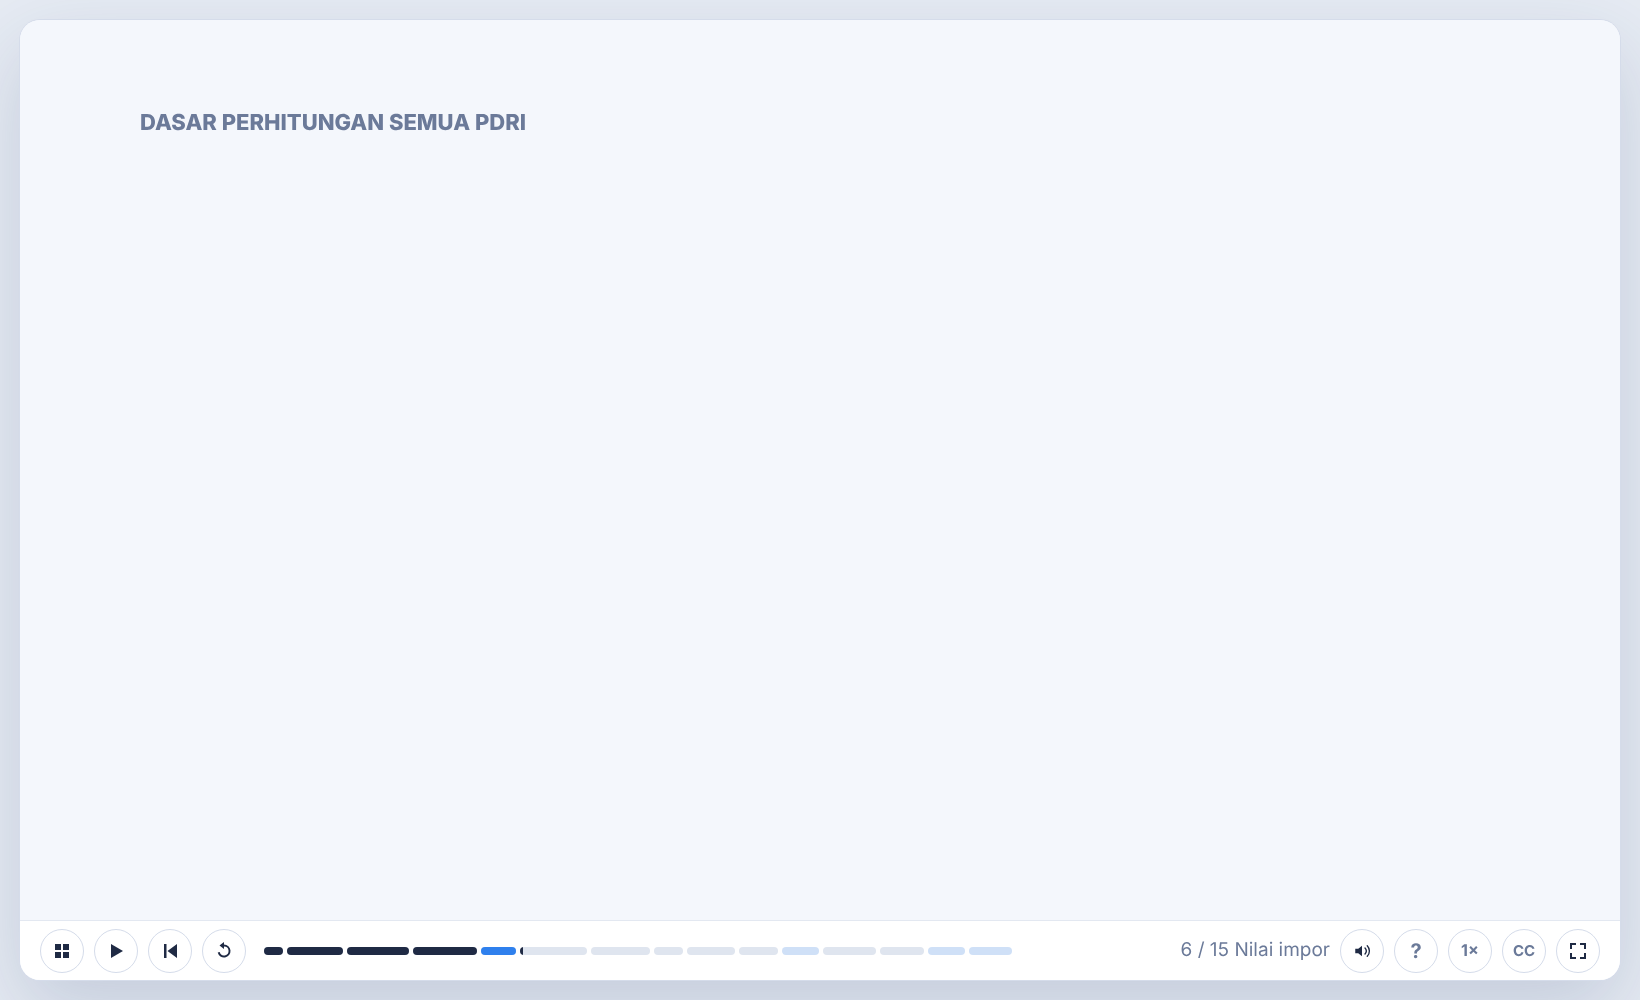 DASAR PERHITUNGAN SEMUA PDRI
6 / 15 Nilai impor
?
1×
CC